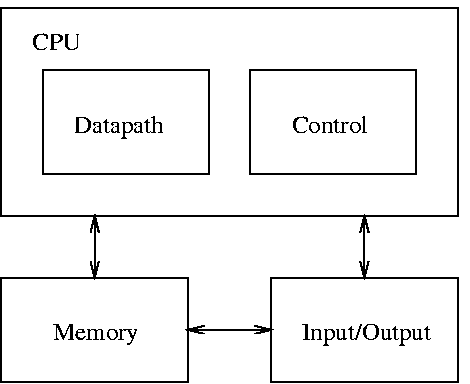 CPU
Datapath
Control
Memory
Input/Output